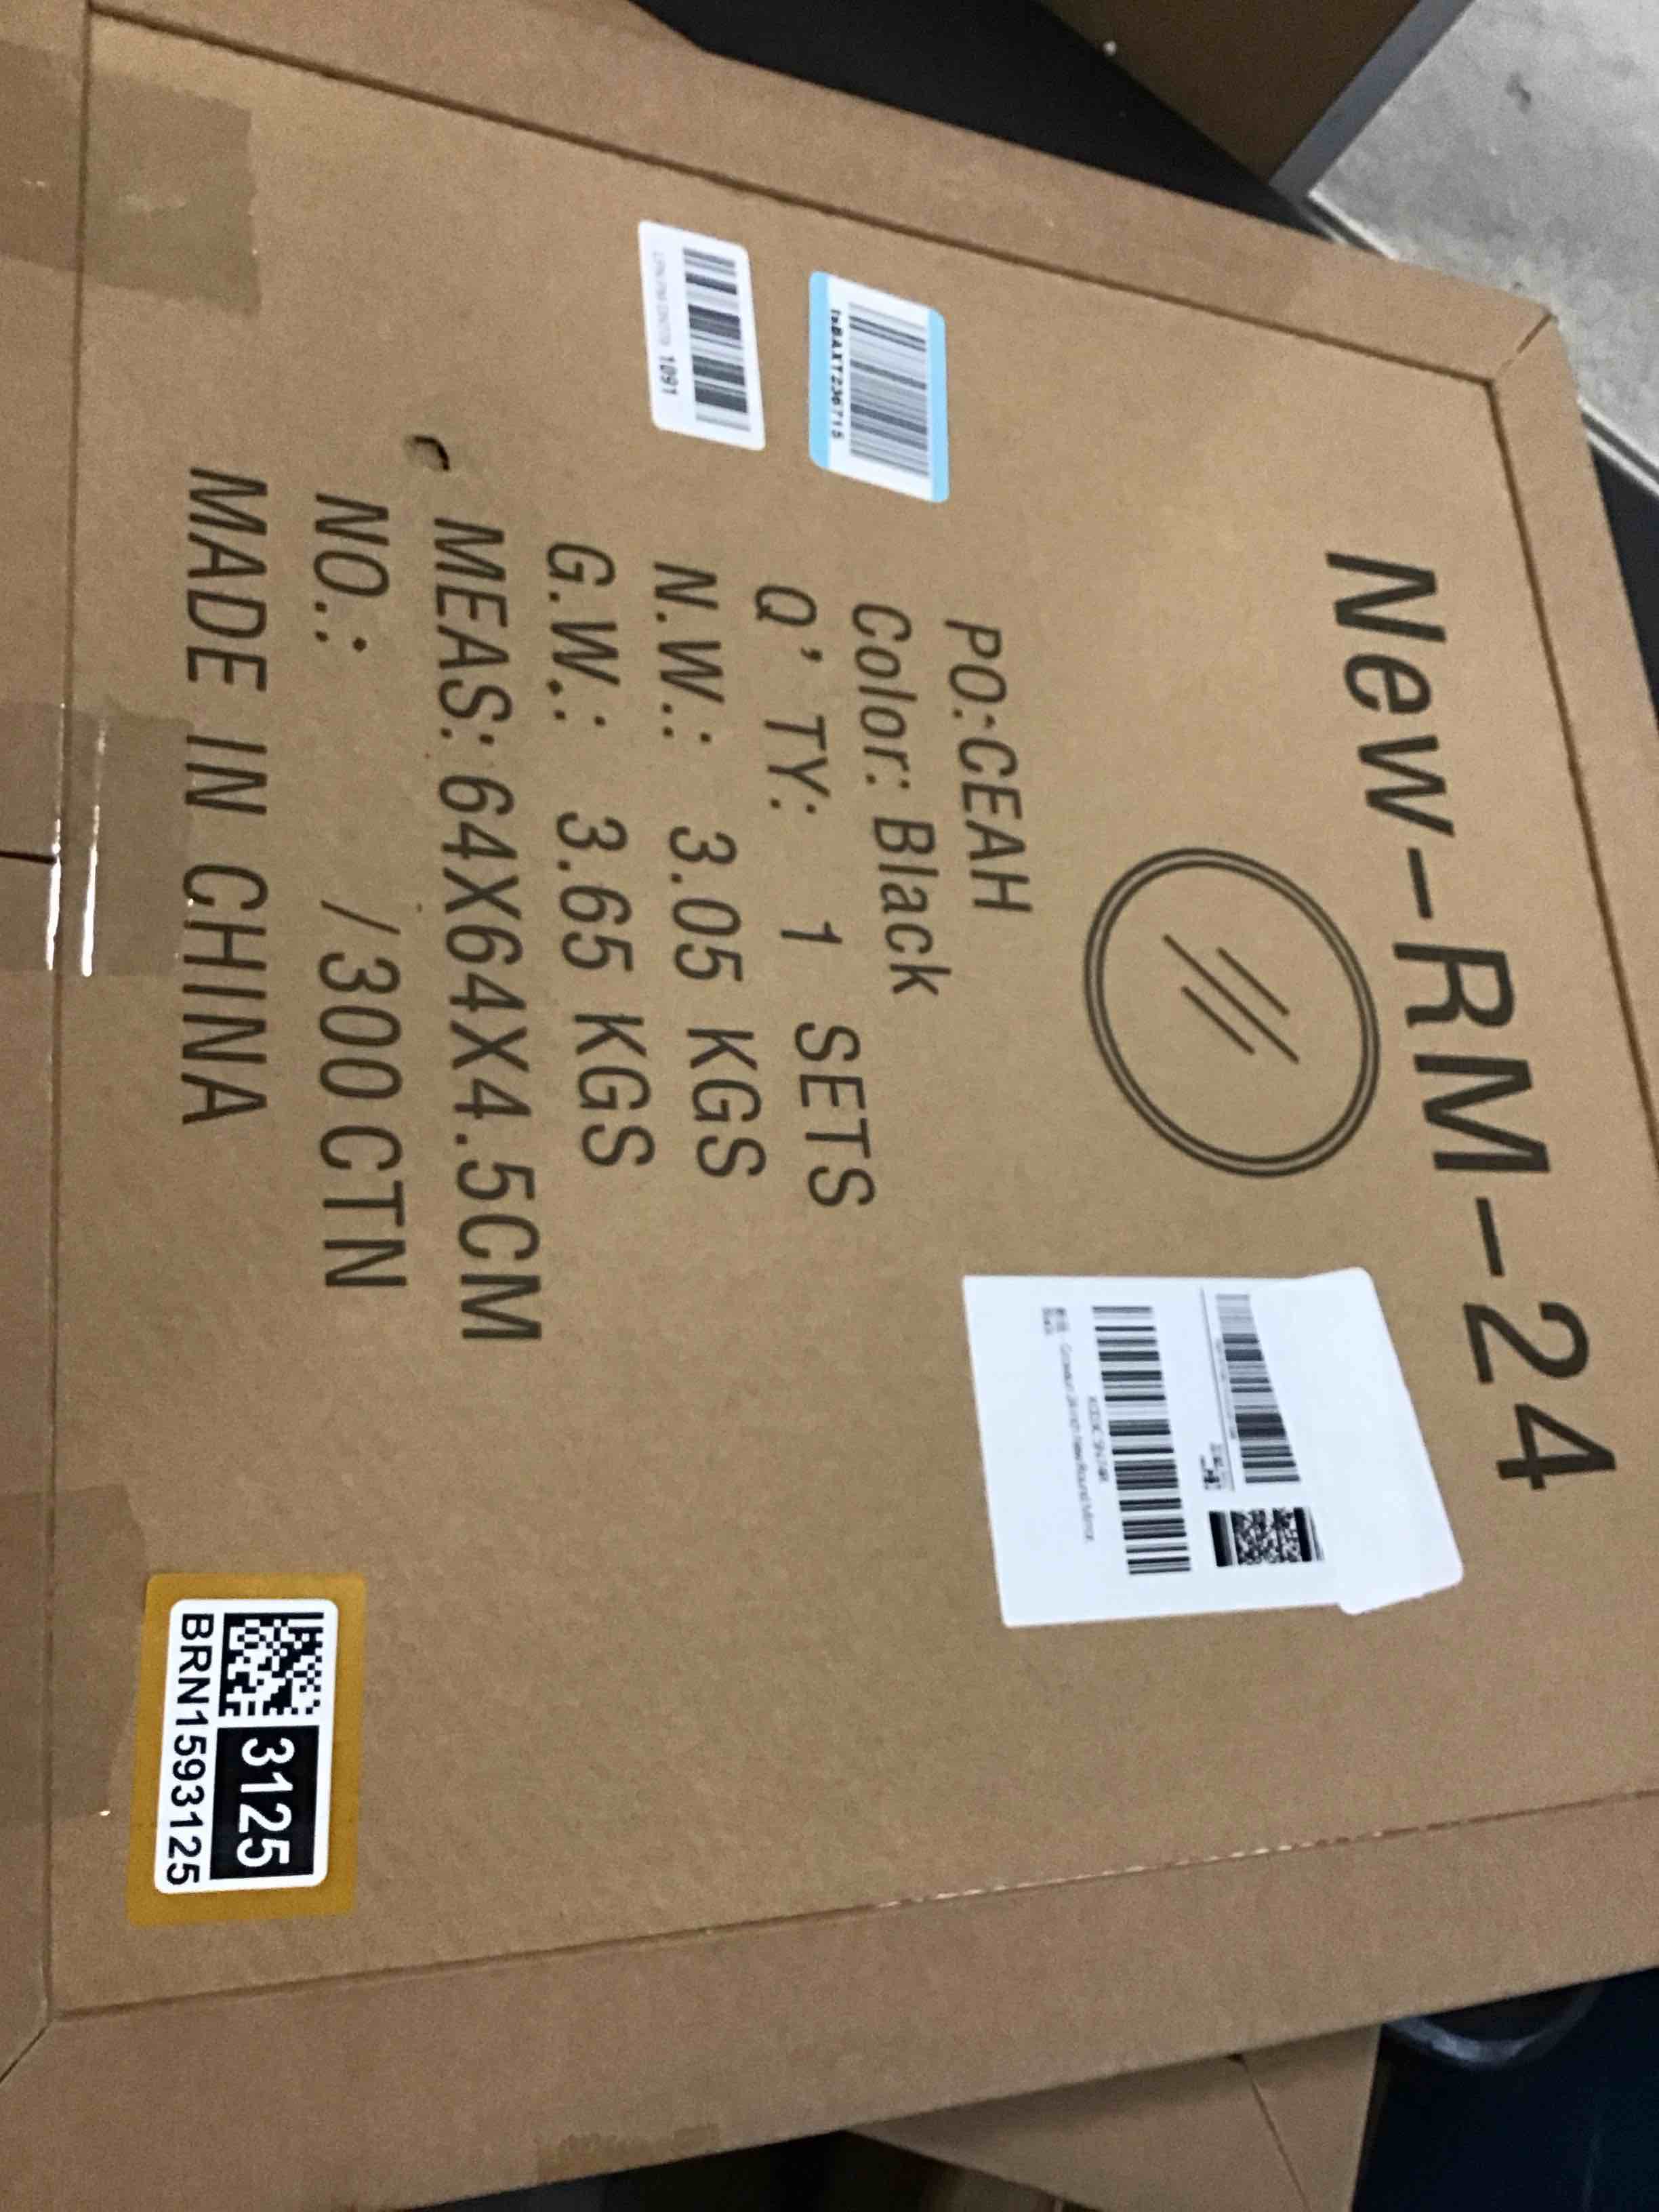 New-RM-24
PO:CEAH
Color: Black
Q'TY: 1 SETS
N.W.: 3.05 KGS
G.W.: 3.65 KGS
MEAS: 64X64X4.5CM
NO.: /300 CTN
MADE IN CHINA
1091
3125
BRN1593125